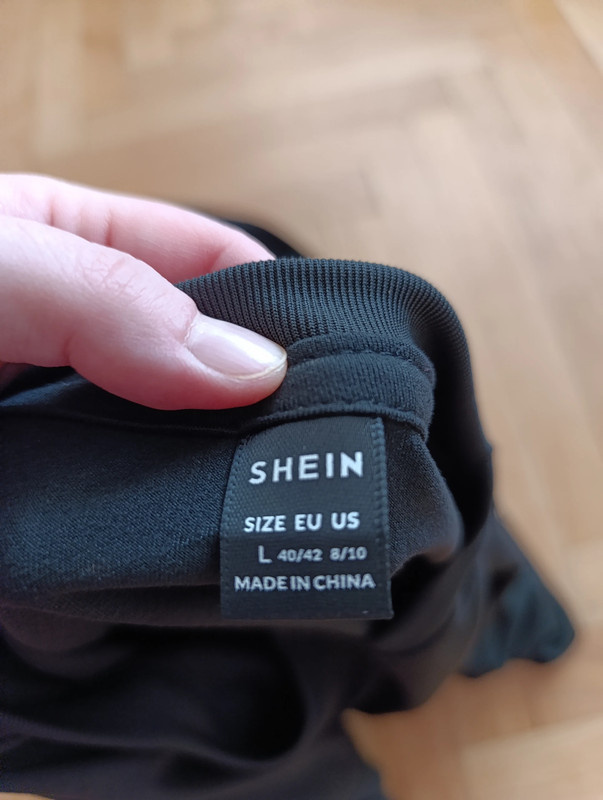 SHEIN
SIZE EU US
L 40/42 8/10
MADE IN CHINA